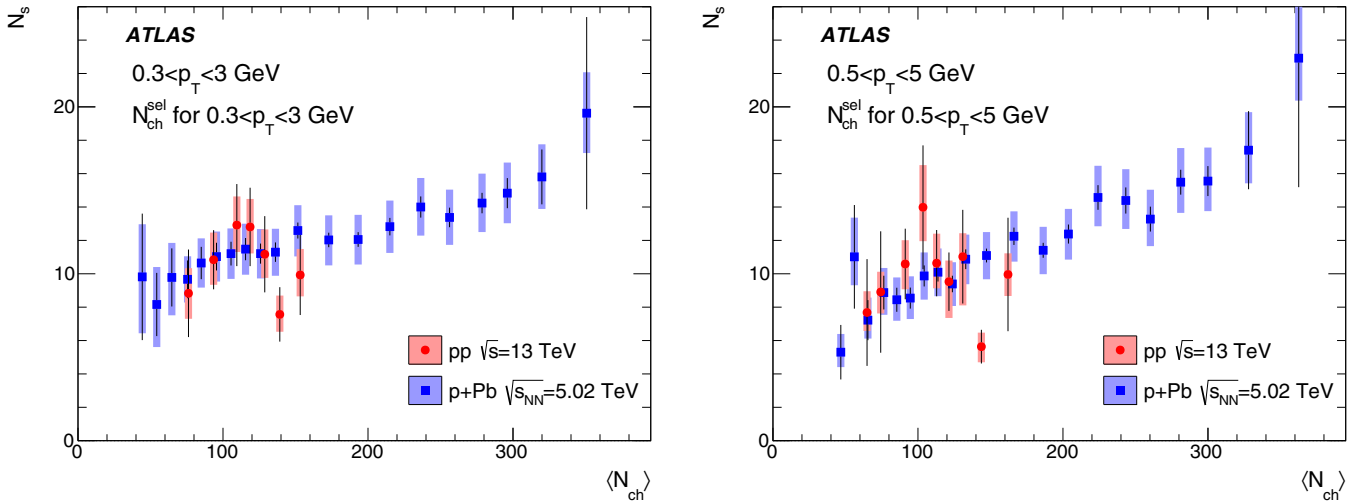 N_s
20
10
0
0 100 200 300
⟨N_ch⟩
ATLAS
0.3<p_T<3 GeV
N_ch^sel for 0.3<p_T<3 GeV
pp √s=13 TeV
p+Pb √s_NN=5.02 TeV
N_s
20
10
0
0 100 200 300
⟨N_ch⟩
ATLAS
0.5<p_T<5 GeV
N_ch^sel for 0.5<p_T<5 GeV
pp √s=13 TeV
p+Pb √s_NN=5.02 TeV